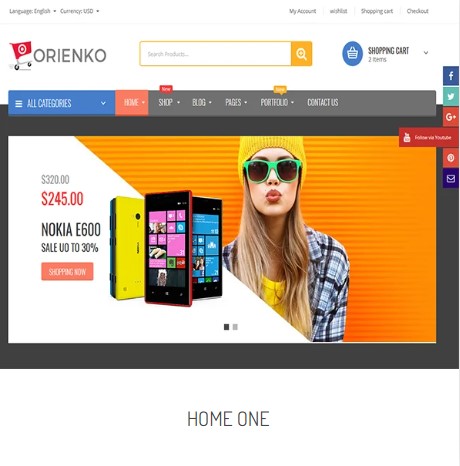 Language: English Currency: USD
My Account wishlist Shopping cart Checkout
ORIENKO
Search Products...
SHOPPING CART
2 Items
ALL CATEGORIES
HOME SHOP BLOG PAGES PORTFOLIO CONTACT US
New
Follow via Youtube
$320.00
$245.00
NOKIA E600
SALE UO TO 30%
SHOPPING NOW
HOME ONE